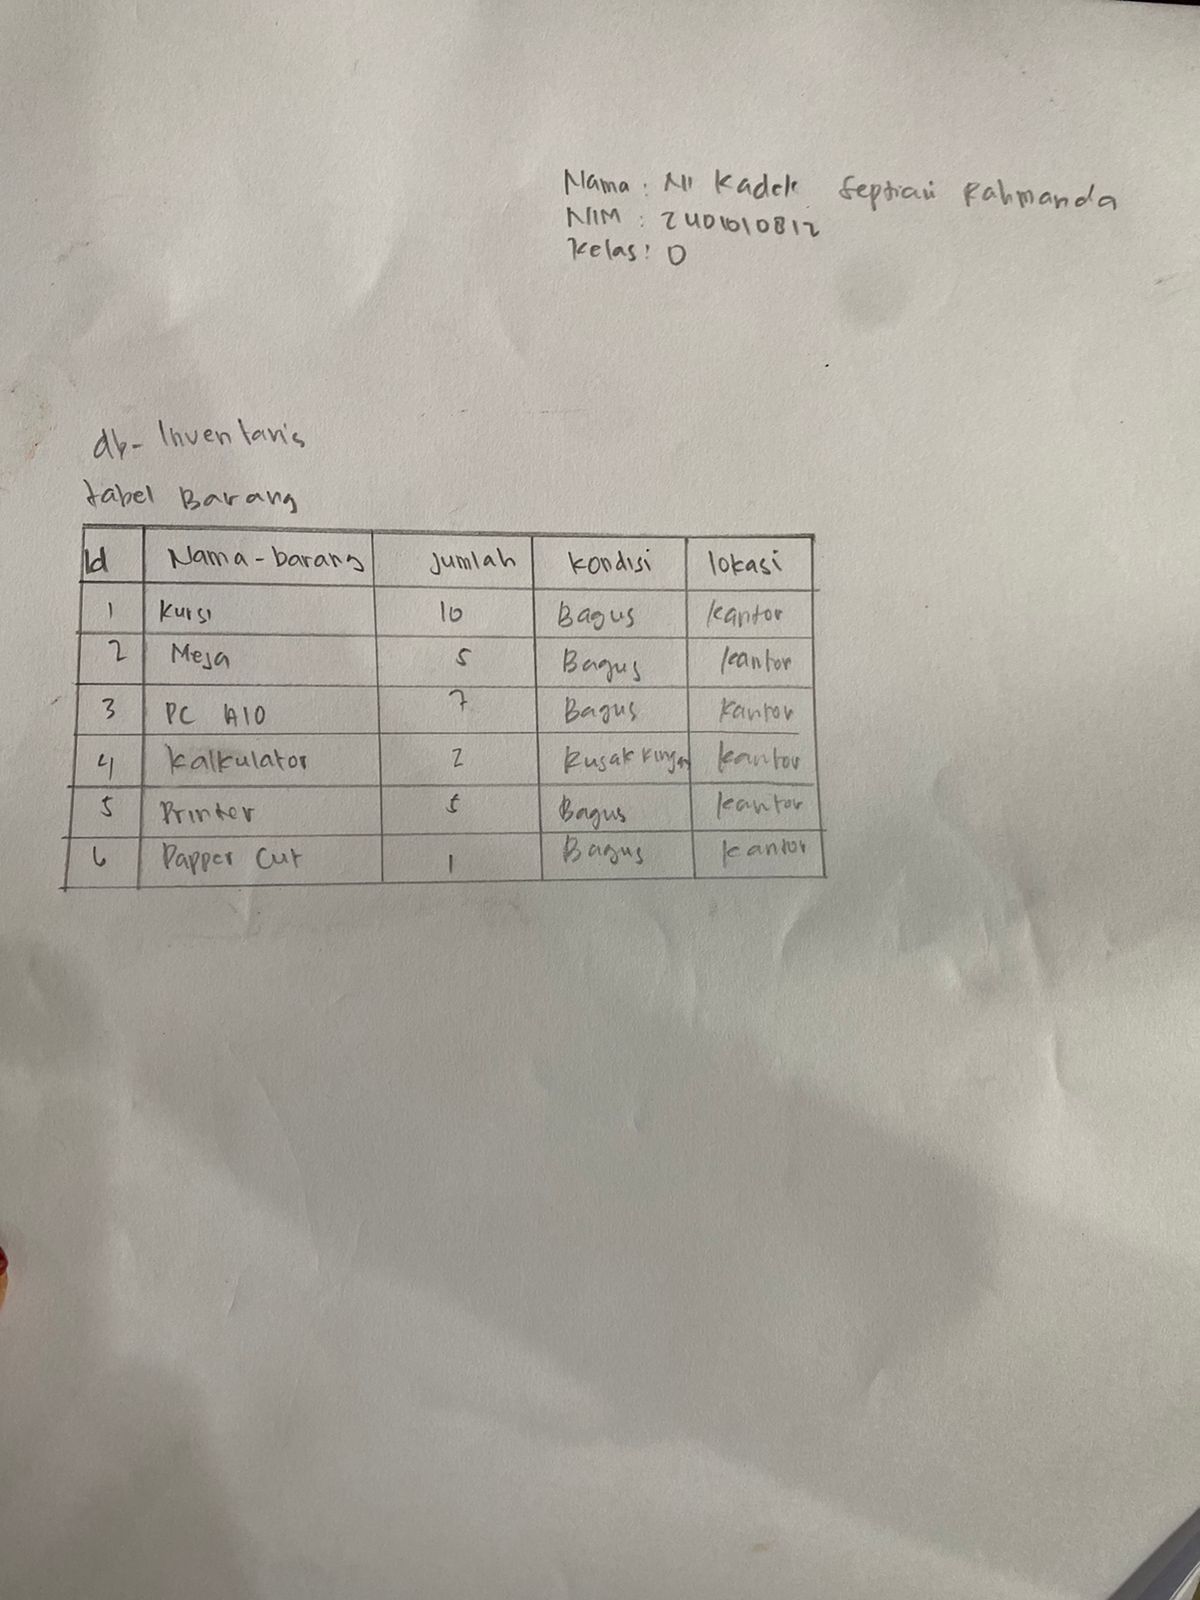 Nama : Ni Kadek Septiari Rahmanda
NIM : 2401010812
Kelas : D
db- Inventaris
tabel Barang
Id Nama-barang Jumlah kondisi lokasi
1 Kursi 10 Bagus kantor
2 Meja 5 Bagus kantor
3 PC AIO 7 Bagus Kantor
4 Kalkulator 2 Rusak kantor
5 Printer 5 Bagus kantor
6 Papper Cut 1 Bagus kantor